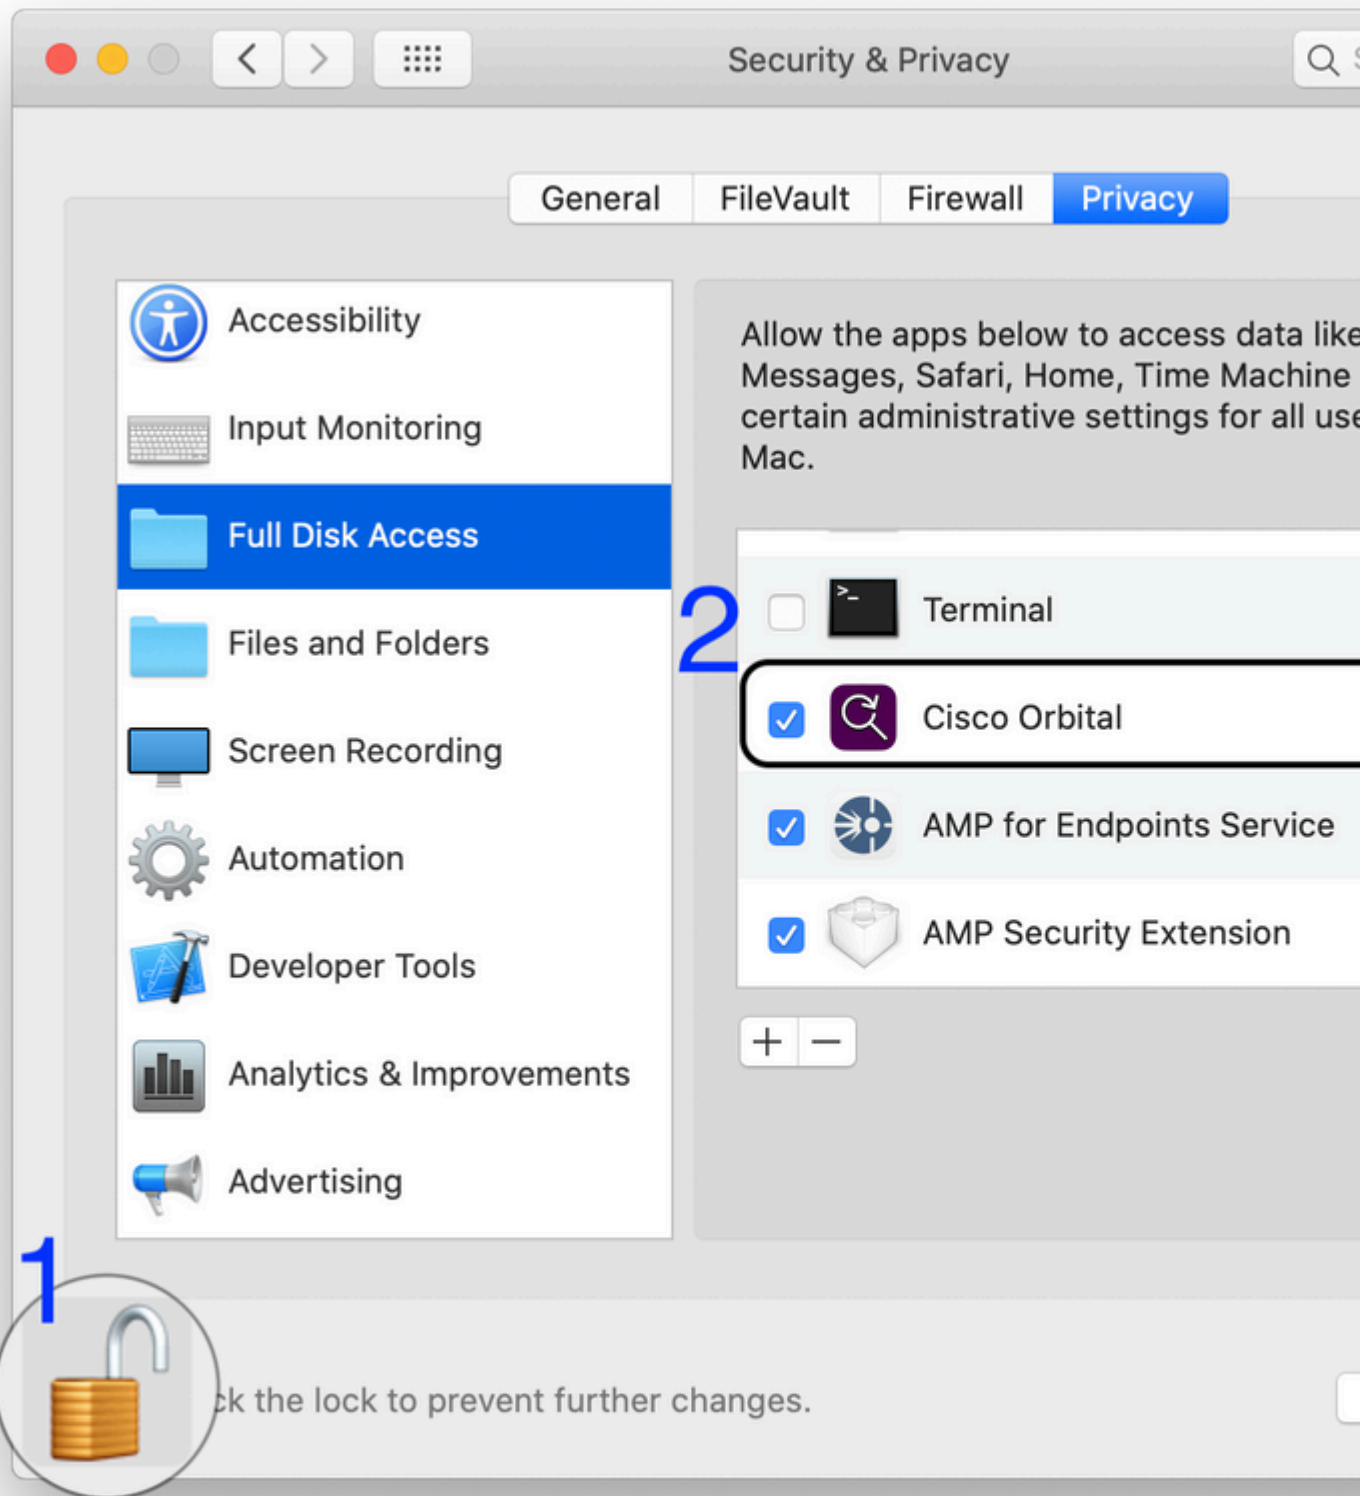 Security & Privacy
General FileVault Firewall Privacy
Accessibility
Input Monitoring
Full Disk Access
Files and Folders
Screen Recording
Automation
Developer Tools
Analytics & Improvements
Advertising
Allow the apps below to access data like
Messages, Safari, Home, Time Machine
certain administrative settings for all
Mac.
2
>_ Terminal
Cisco Orbital
AMP for Endpoints Service
AMP Security Extension
+ −
1
the lock to prevent further changes.